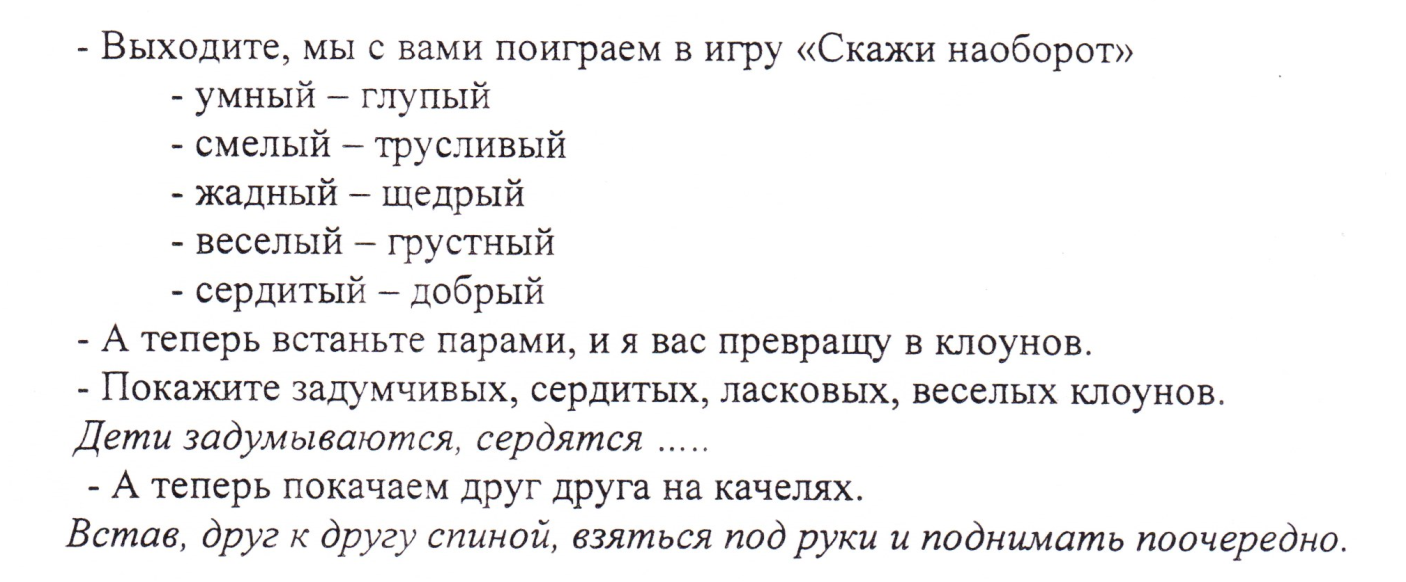 - Выходите, мы с вами поиграем в игру «Скажи наоборот»
- умный – глупый
- смелый – трусливый
- жадный – щедрый
- веселый – грустный
- сердитый – добрый
- А теперь встаньте парами, и я вас превращу в клоунов.
- Покажите задумчивых, сердитых, ласковых, веселых клоунов.
Дети задумываются, сердятся .....
- А теперь покачаем друг друга на качелях.
Встав, друг к другу спиной, взяться под руки и поднимать поочередно.